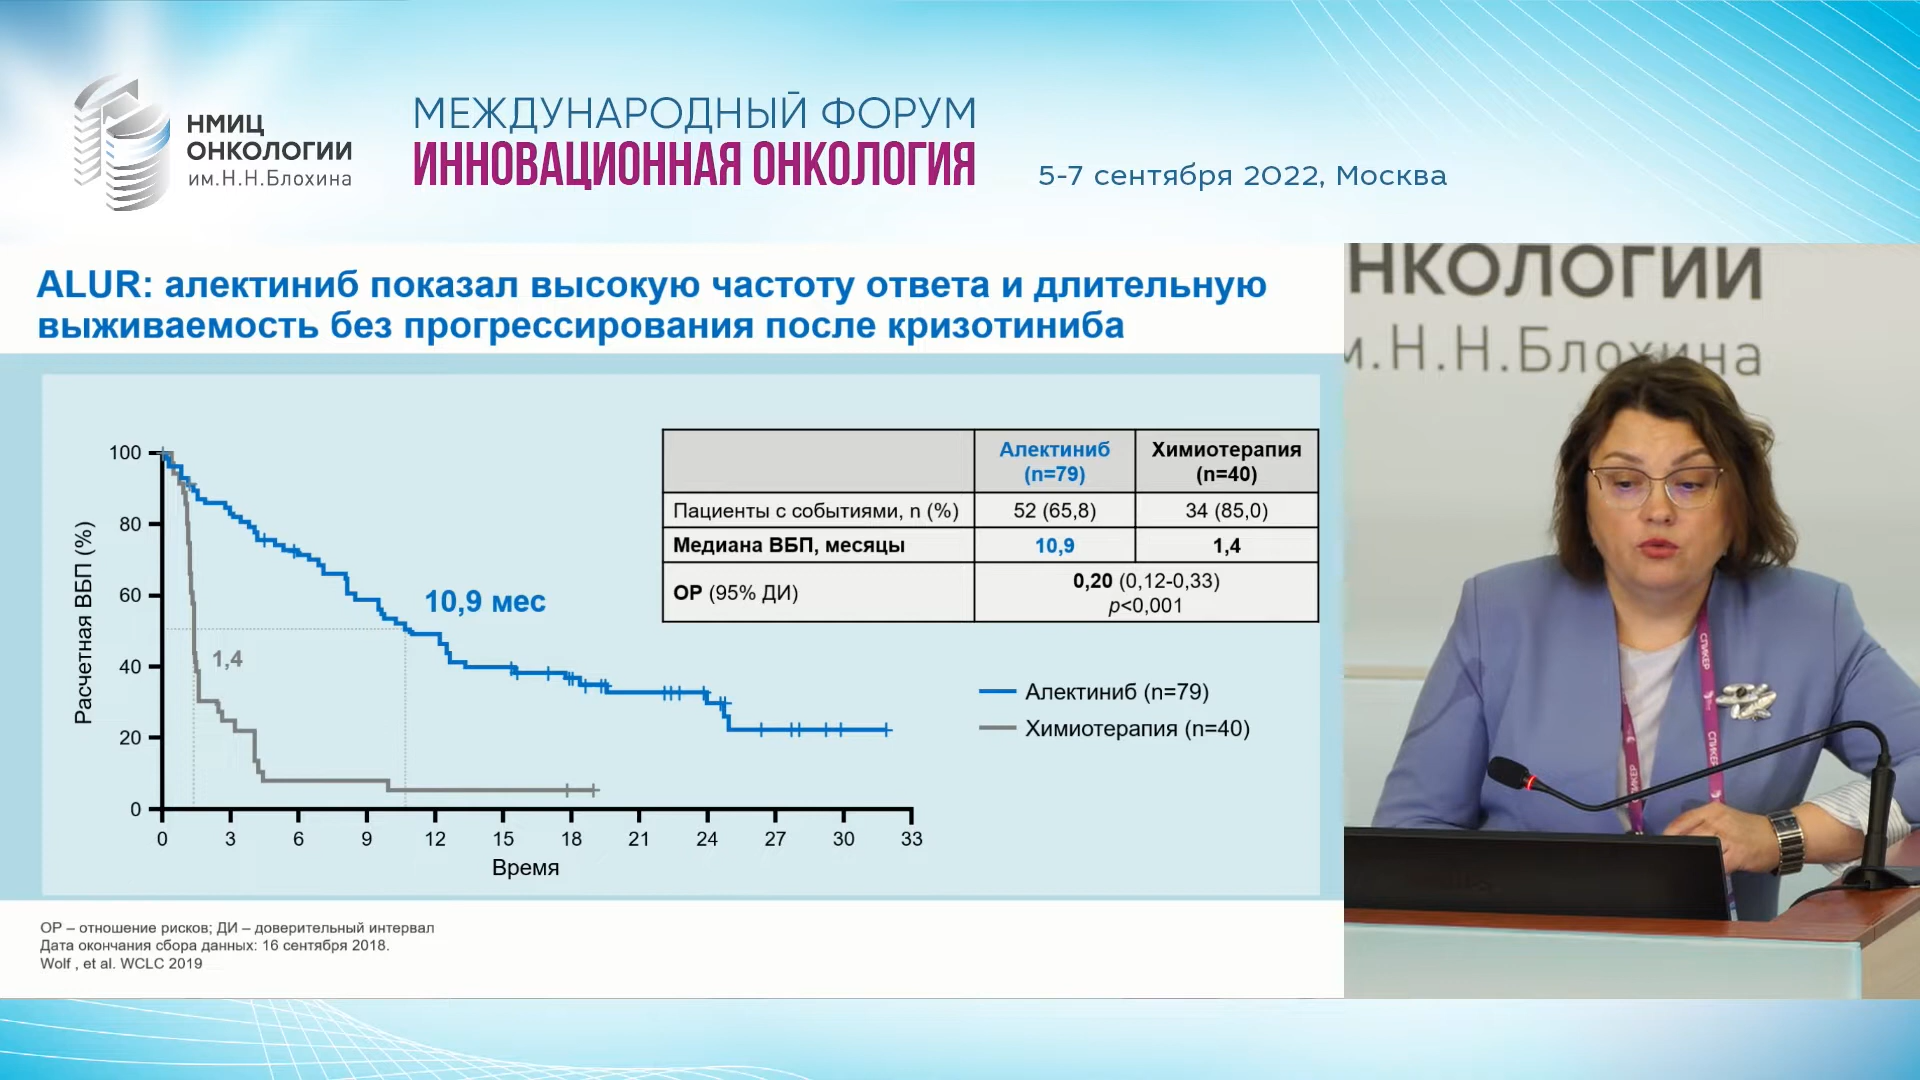 НМИЦ
ОНКОЛОГИИ
им.Н.Н.Блохина
МЕЖДУНАРОДНЫЙ ФОРУМ
ИННОВАЦИОННАЯ ОНКОЛОГИЯ
5-7 сентября 2022, Москва
ALUR: алектиниб показал высокую частоту ответа и длительную
выживаемость без прогрессирования после кризотиниба
Расчетная ВБП (%)
100
80
60
40
20
0
10,9 мес
1,4
0 3 6 9 12 15 18 21 24 27 30 33
Время
Алектиниб (n=79) Химиотерапия (n=40)
Пациенты с событиями, n (%) 52 (65,8) 34 (85,0)
Медиана ВБП, месяцы 10,9 1,4
ОР (95% ДИ) 0,20 (0,12-0,33)
p<0,001
Алектиниб (n=79)
Химиотерапия (n=40)
ОР – отношение рисков; ДИ – доверительный интервал
Дата окончания сбора данных: 16 сентября 2018.
Wolf , et al. WCLC 2019
НКОЛОГИИ
м.Н.Н.Блохина
СПИКЕР
СПИКЕР
СПИКЕР